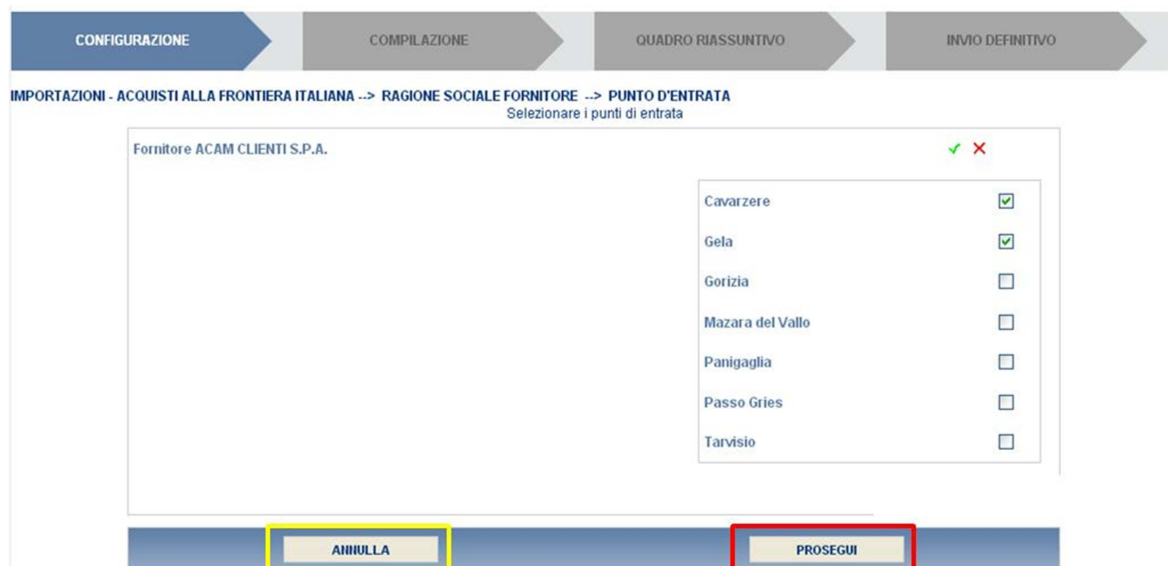 CONFIGURAZIONE COMPILAZIONE QUADRO RIASSUNTIVO INVIO DEFINITIVO
IMPORTAZIONI - ACQUISTI ALLA FRONTIERA ITALIANA --> RAGIONE SOCIALE FORNITORE --> PUNTO D'ENTRATA
Selezionare i punti di entrata
Fornitore ACAM CLIENTI S.P.A.
Cavarzere
Gela
Gorizia
Mazara del Vallo
Panigaglia
Passo Gries
Tarvisio
ANNULLA PROSEGUI